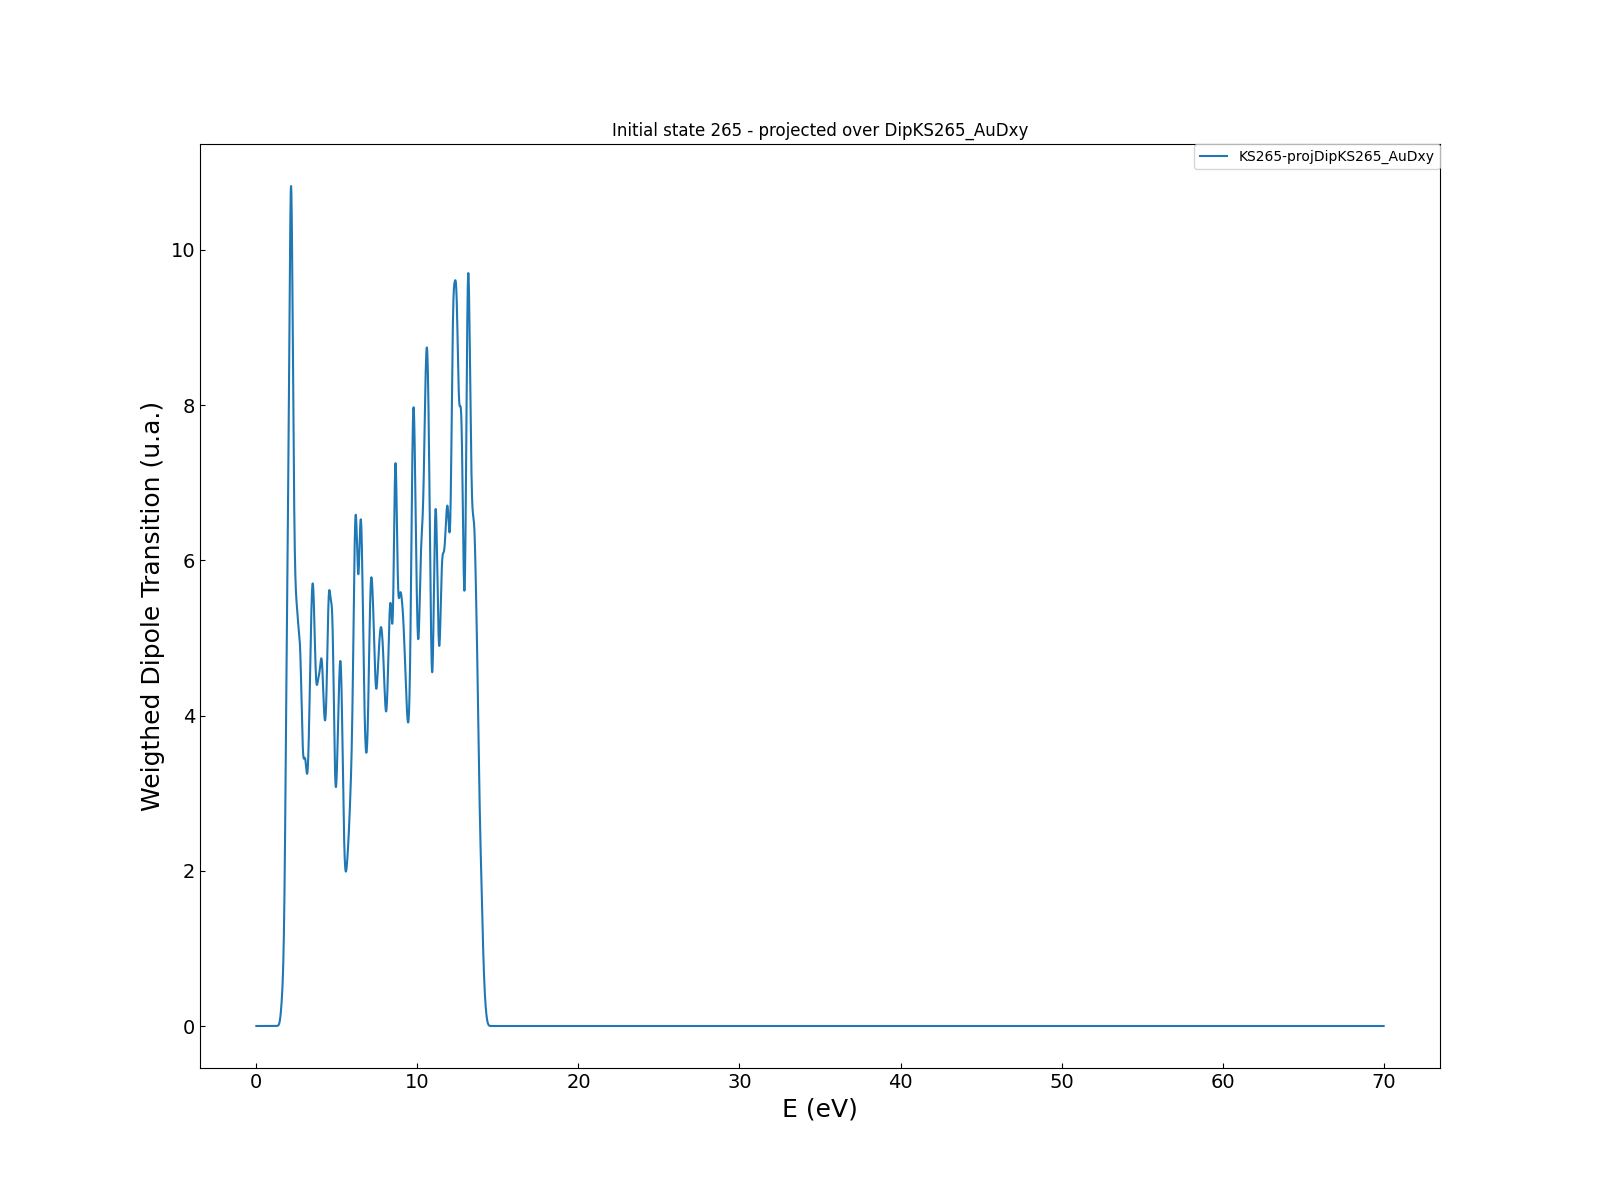 Initial state 265 - projected over DipKS265_AuDxy
KS265-projDipKS265_AuDxy
Weigthed Dipole Transition (u.a.)
10
8
6
4
2
0
0 10 20 30 40 50 60 70
E (eV)